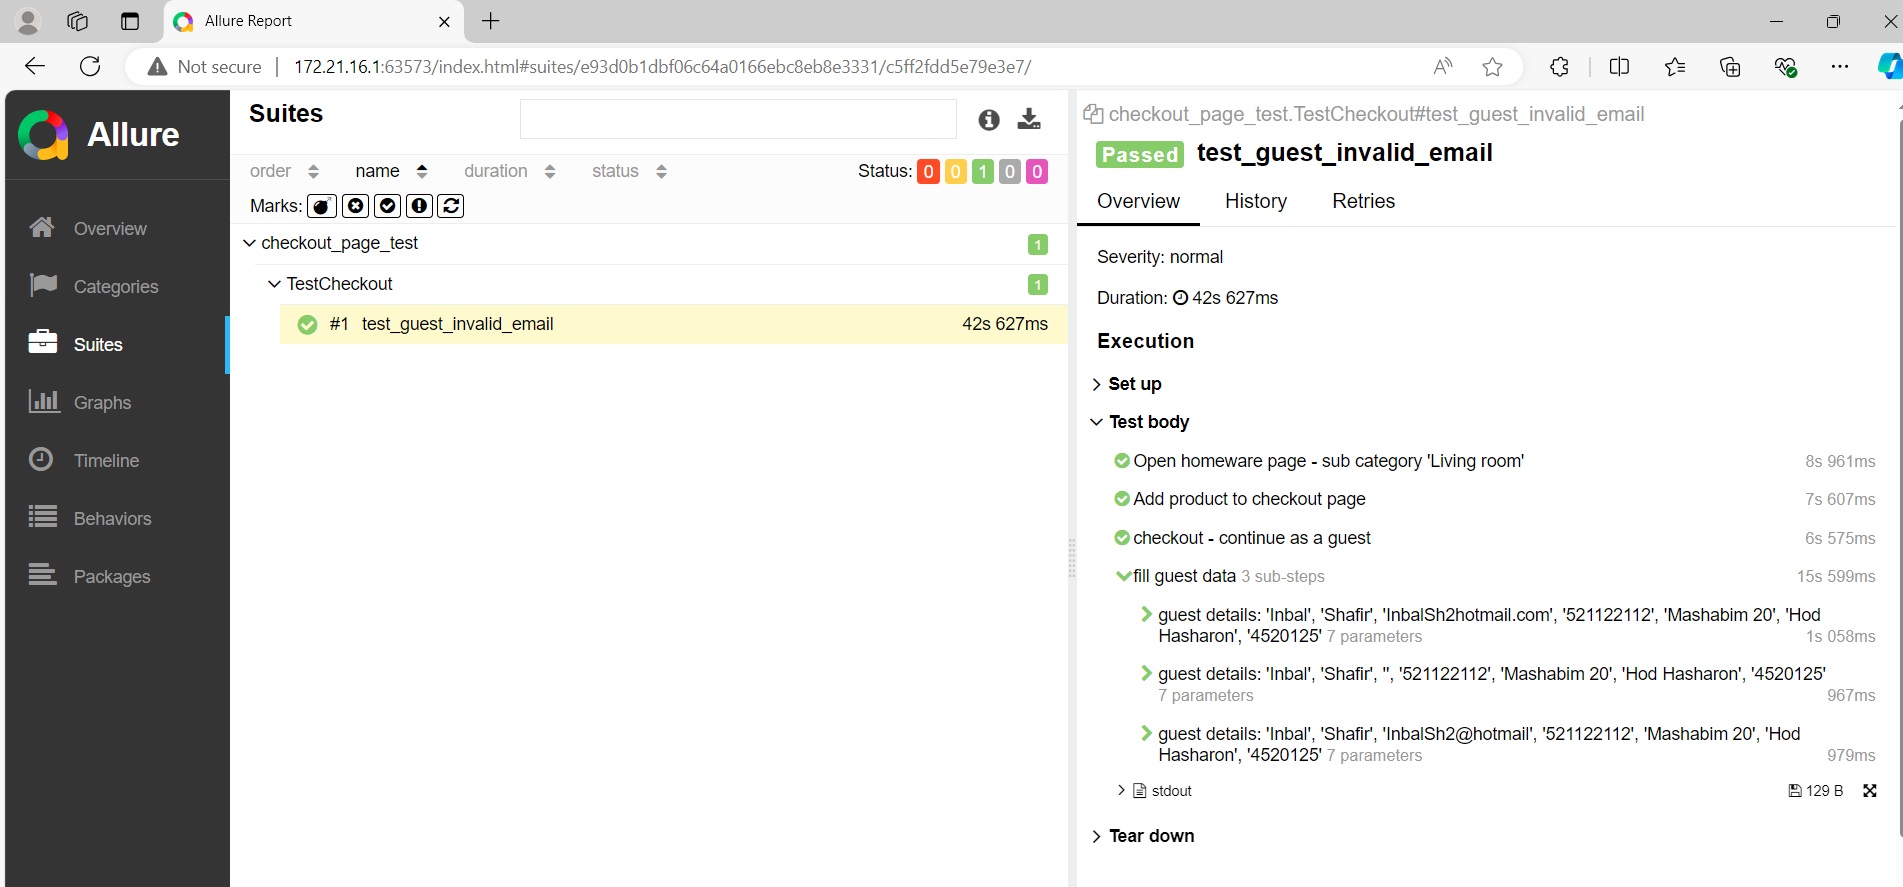 Allure Report
Not secure
172.21.16.1:63573/index.html#suites/e93d0b1dbf06c64a0166ebc8eb8e3331/c5ff2fdd5e79e3e7/
Allure
Overview
Categories
Suites
Graphs
Timeline
Behaviors
Packages
Suites
order name duration status Status: 0 0 1 0 0
Marks:
checkout_page_test 1
TestCheckout 1
#1 test_guest_invalid_email 42s 627ms
checkout_page_test.TestCheckout#test_guest_invalid_email
Passed test_guest_invalid_email
Overview History Retries
Severity: normal
Duration: 42s 627ms
Execution
Set up
Test body
Open homeware page - sub category 'Living room' 8s 961ms
Add product to checkout page 7s 607ms
checkout - continue as a guest 6s 575ms
fill guest data 3 sub-steps 15s 599ms
guest details: 'Inbal', 'Shafir', 'InbalSh2hotmail.com', '521122112', 'Mashabim 20', 'Hod
Hasharon', '4520125' 7 parameters 1s 058ms
guest details: 'Inbal', 'Shafir', '', '521122112', 'Mashabim 20', 'Hod Hasharon', '4520125'
7 parameters 967ms
guest details: 'Inbal', 'Shafir', 'InbalSh2@hotmail', '521122112', 'Mashabim 20', 'Hod
Hasharon', '4520125' 7 parameters 979ms
stdout 129 B
Tear down